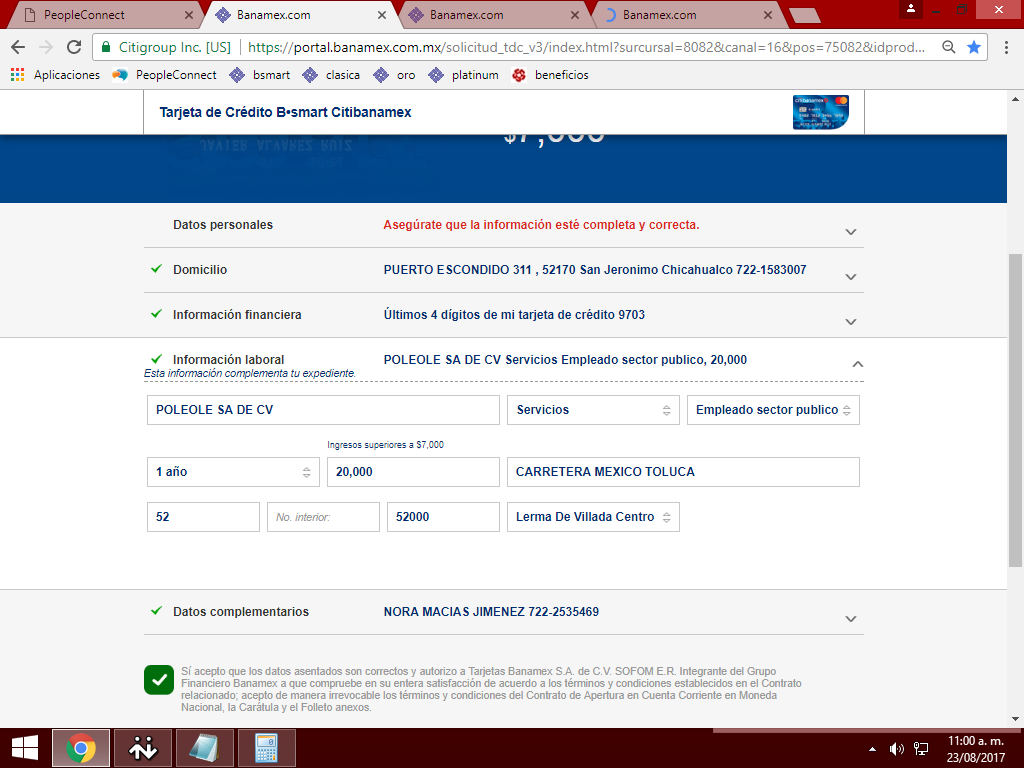 PeopleConnect
Banamex.com
Banamex.com
Banamex.com
Citigroup Inc. [US]
https://portal.banamex.com.mx/solicitud_tdc_v3/index.html?surcursal=8082&canal=16&pos=75082&idprod...
Aplicaciones
PeopleConnect
bsmart
clasica
oro
platinum
beneficios
Tarjeta de Crédito B•smart Citibanamex
JAVIER ALVAREZ RUIZ
$7,000
Datos personales
Asegúrate que la información esté completa y correcta.
Domicilio
PUERTO ESCONDIDO 311 , 52170 San Jeronimo Chicahualco 722-1583007
Información financiera
Últimos 4 dígitos de mi tarjeta de crédito 9703
Información laboral
POLEOLE SA DE CV Servicios Empleado sector publico, 20,000
Esta información complementa tu expediente.
POLEOLE SA DE CV
Servicios
Empleado sector publico
Ingresos superiores a $7,000
1 año
20,000
CARRETERA MEXICO TOLUCA
52
No. interior:
52000
Lerma De Villada Centro
Datos complementarios
NORA MACIAS JIMENEZ 722-2535469
Sí acepto que los datos asentados son correctos y autorizo a Tarjetas Banamex S.A. de C.V. SOFOM E.R. Integrante del Grupo
Financiero Banamex a que compruebe en su entera satisfacción de acuerdo a los términos y condiciones establecidos en el Contrato
relacionado; acepto de manera irrevocable los términos y condiciones del Contrato de Apertura en Cuenta Corriente en Moneda
Nacional, la Carátula y el Folleto anexos.
11:00 a. m.
23/08/2017